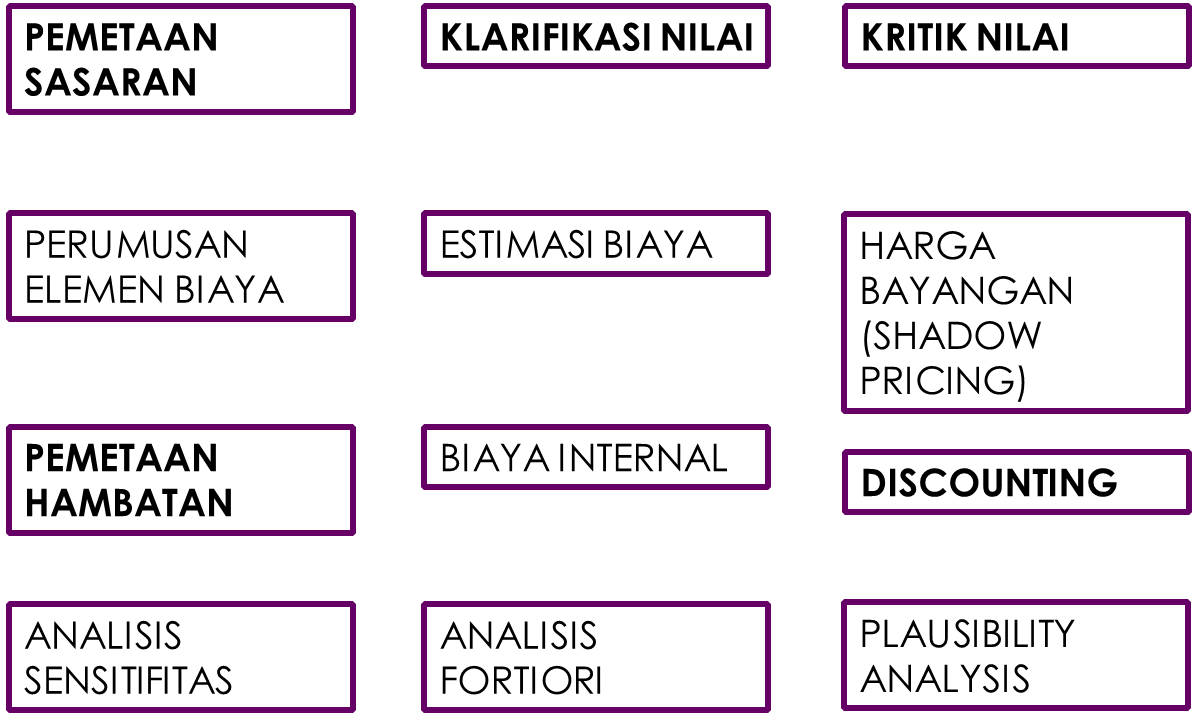 PEMETAAN
SASARAN
KLARIFIKASI NILAI
KRITIK NILAI
PERUMUSAN
ELEMEN BIAYA
ESTIMASI BIAYA
HARGA
BAYANGAN
(SHADOW
PRICING)
PEMETAAN
HAMBATAN
BIAYA INTERNAL
DISCOUNTING
ANALISIS
SENSITIFITAS
ANALISIS
FORTIORI
PLAUSIBILITY
ANALYSIS